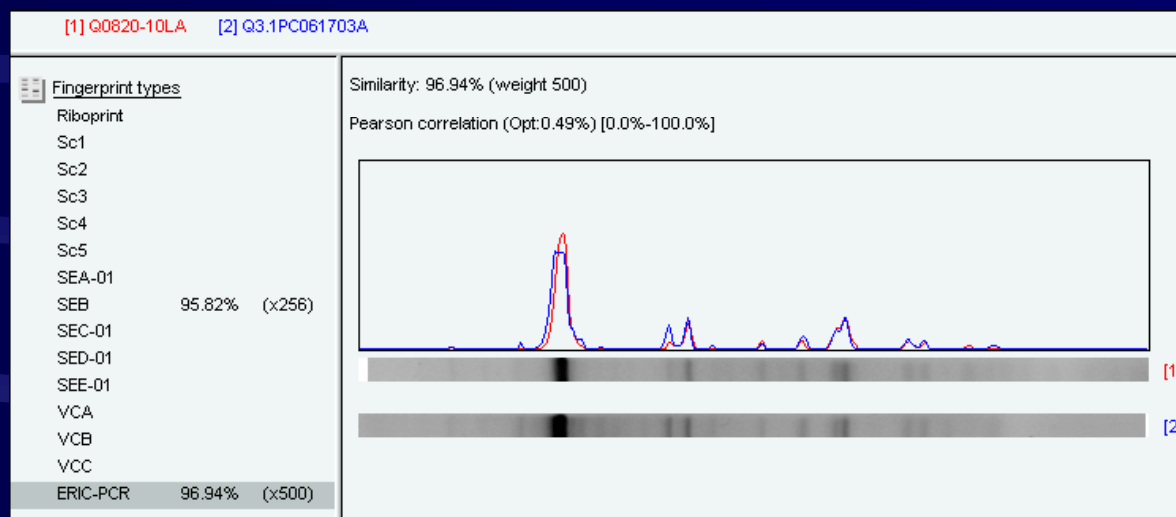 [1] Q0820-10LA [2] Q3.1PC061703A
Fingerprint types
Riboprint
Sc1
Sc2
Sc3
Sc4
Sc5
SEA-01
SEB 95.82% (x256)
SEC-01
SED-01
SEE-01
VCA
VCB
VCC
ERIC-PCR 96.94% (x500)
Similarity: 96.94% (weight 500)
Pearson correlation (Opt:0.49%) [0.0%-100.0%]
[1
[2